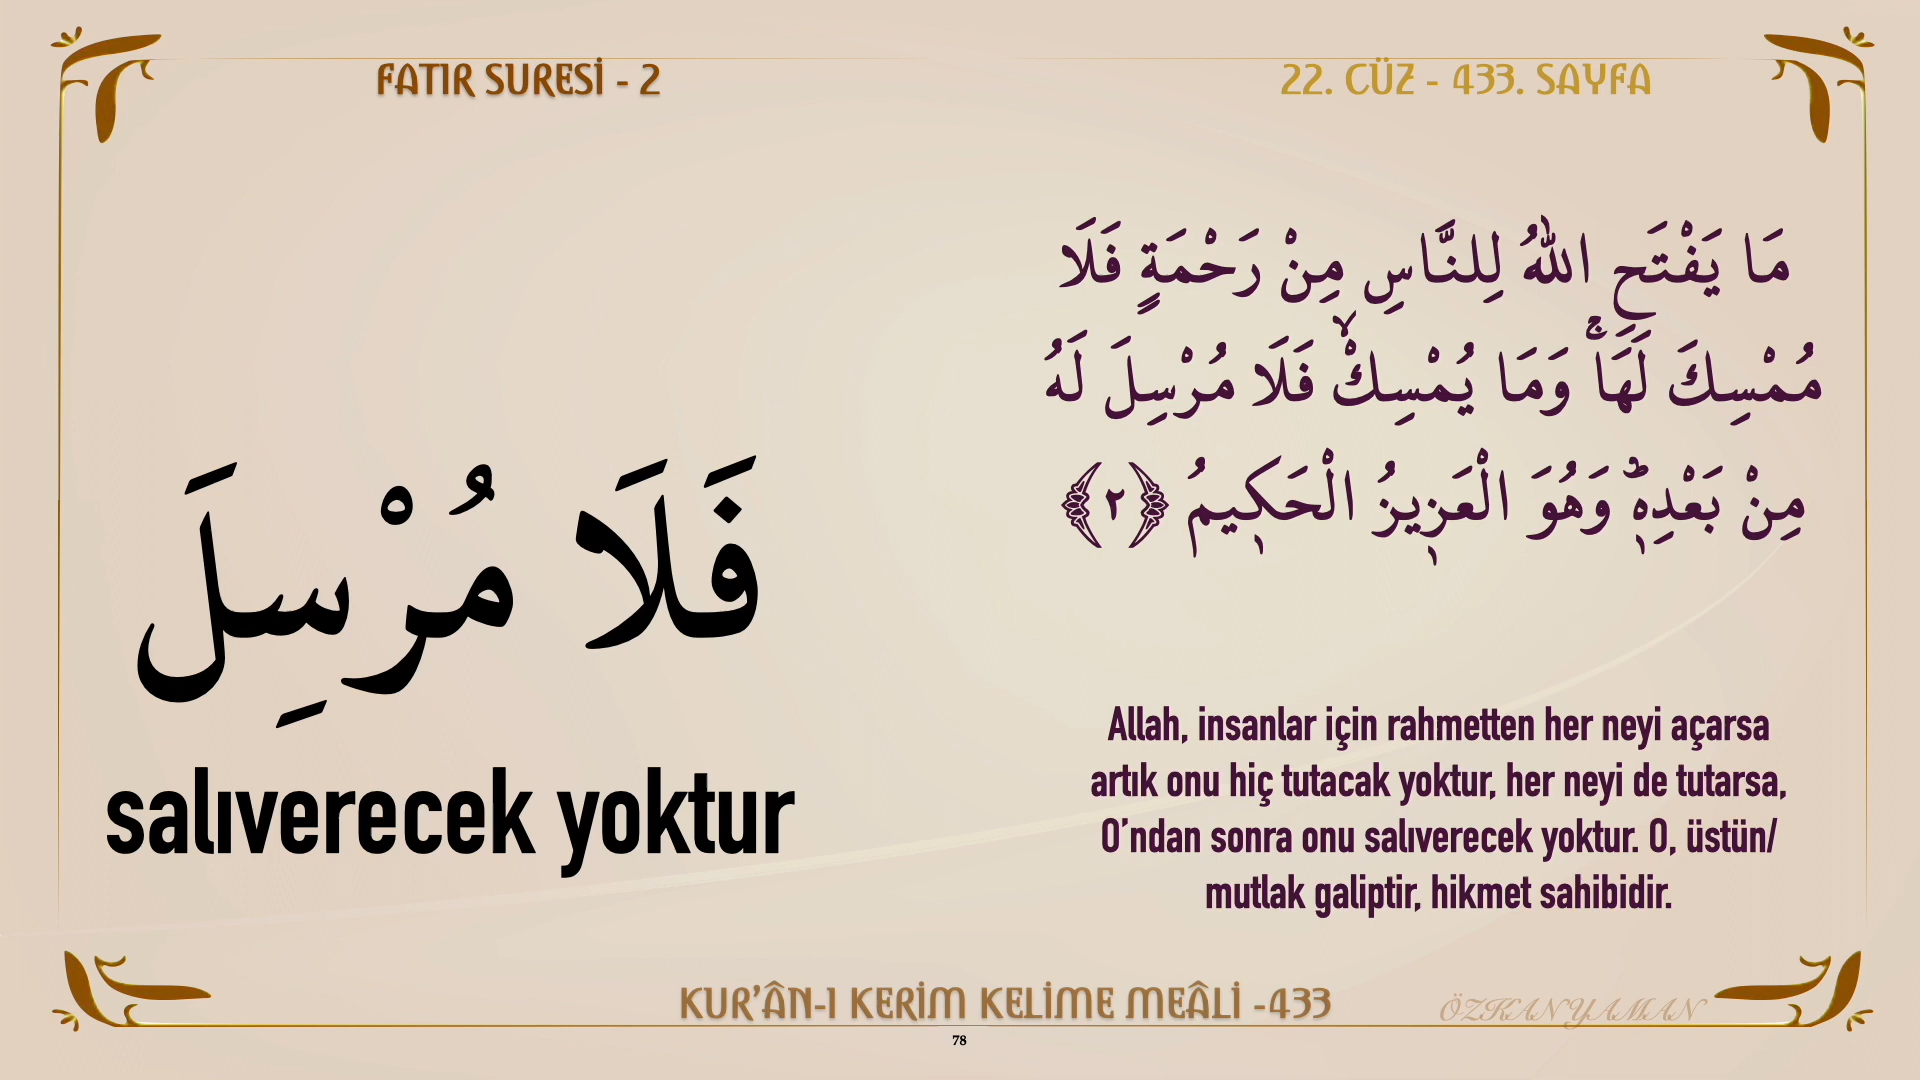 FATIR SURESİ - 2
22. CÜZ - 433. SAYFA
مَا يَفْتَحِ اللّٰهُ لِلنَّاسِ مِنْ رَحْمَةٍ فَلَا
مُمْسِكَ لَهَاۚ وَمَا يُمْسِكْۙ فَلَا مُرْسِلَ لَهُ
مِنْ بَعْدِه۪ۜ وَهُوَ الْعَز۪يزُ الْحَك۪يمُ ﴿٢﴾
فَلَا مُرْسِلَ
salıverecek yoktur
Allah, insanlar için rahmetten her neyi açarsa
artık onu hiç tutacak yoktur, her neyi de tutarsa,
O’ndan sonra onu salıverecek yoktur. O, üstün/
mutlak galiptir, hikmet sahibidir.
KUR’ÂN-I KERİM KELİME MEÂLİ -433
ÖZKAN YAMAN
78